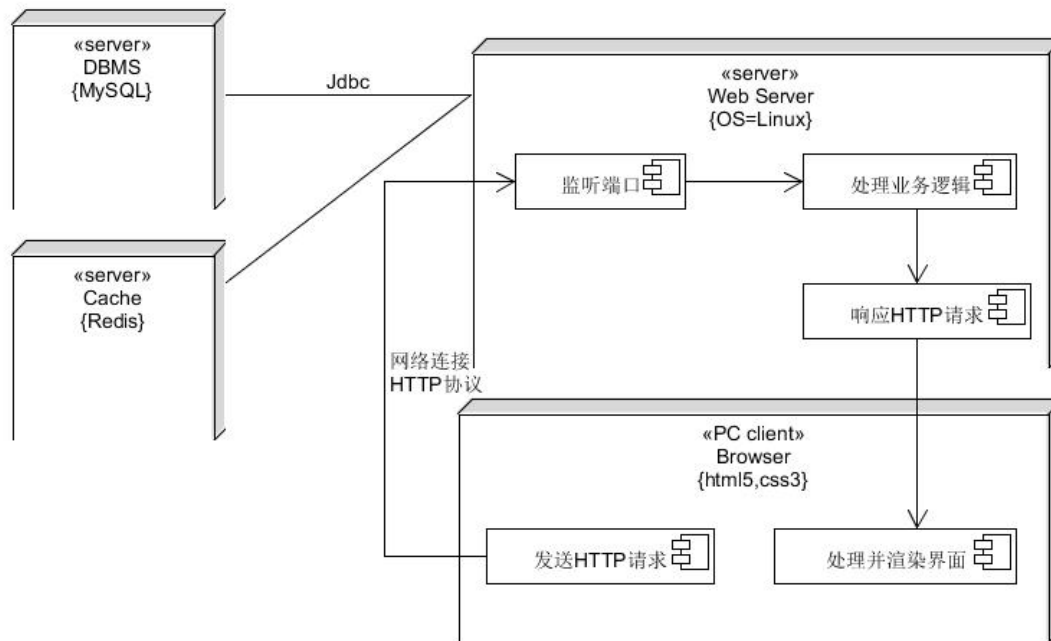 «server»
DBMS
{MySQL}
Jdbc
«server»
Web Server
{OS=Linux}
监听端口
处理业务逻辑
«server»
Cache
{Redis}
响应HTTP请求
网络连接
HTTP协议
«PC client»
Browser
{html5,css3}
发送HTTP请求
处理并渲染界面